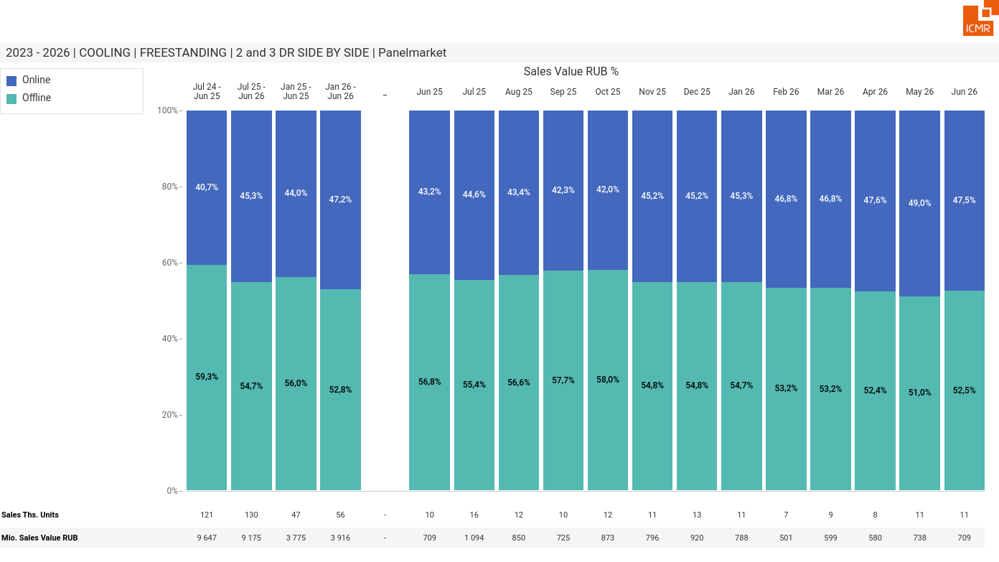 ICMR
2023 - 2026 | COOLING | FREESTANDING | 2 and 3 DR SIDE BY SIDE | Panelmarket
Online
Offline
Sales Value RUB %
Jul 24 - Jul 25 - Jan 25 - Jan 26 -
Jun 25 Jun 26 Jun 25 Jun 26 – Jun 25 Jul 25 Aug 25 Sep 25 Oct 25 Nov 25 Dec 25 Jan 26 Feb 26 Mar 26 Apr 26 May 26 Jun 26
100%
80%
60%
40%
20%
0%
40,7% 45,3% 44,0% 47,2% 43,2% 44,6% 43,4% 42,3% 42,0% 45,2% 45,2% 45,3% 46,8% 46,8% 47,6% 49,0% 47,5%
59,3% 54,7% 56,0% 52,8% 56,8% 55,4% 56,6% 57,7% 58,0% 54,8% 54,8% 54,7% 53,2% 53,2% 52,4% 51,0% 52,5%
Sales Ths. Units 121 130 47 56 - 10 16 12 10 12 11 13 11 7 9 8 11 11
Mio. Sales Value RUB 9 647 9 175 3 775 3 916 - 709 1 094 850 725 873 796 920 788 501 599 580 738 709